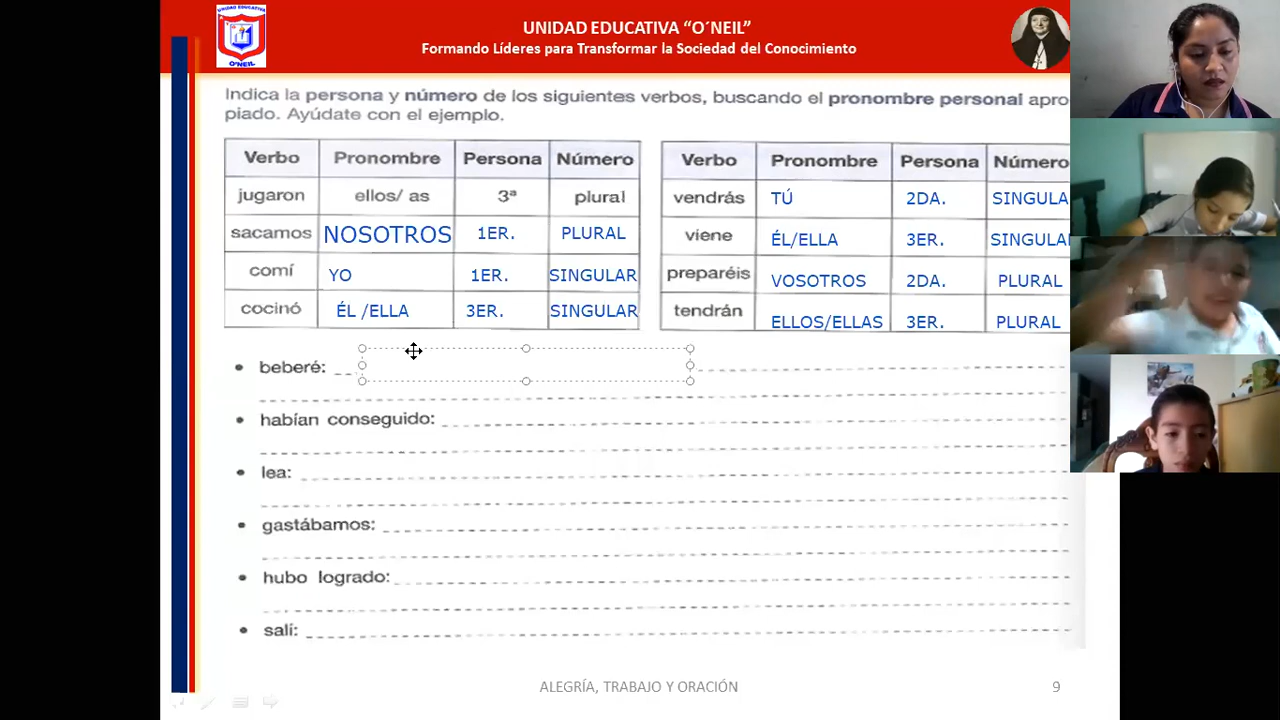 UNIDAD EDUCATIVA
O'NEIL
UNIDAD EDUCATIVA “O´NEIL”
Formando Líderes para Transformar la Sociedad del Conocimiento
Indica la persona y número de los siguientes verbos, buscando el pronombre personal apro
piado. Ayúdate con el ejemplo.
Verbo Pronombre Persona Número
jugaron ellos/ as 3ª plural
sacamos NOSOTROS 1ER. PLURAL
comí YO 1ER. SINGULAR
cocinó ÉL /ELLA 3ER. SINGULAR
Verbo Pronombre Persona Número
vendrás TÚ 2DA. SINGULA
viene ÉL/ELLA 3ER. SINGULA
preparéis VOSOTROS 2DA. PLURAL
tendrán ELLOS/ELLAS 3ER. PLURAL
• beberé:
• habían conseguido:
• lea:
• gastábamos:
• hubo logrado:
• salí:
ALEGRÍA, TRABAJO Y ORACIÓN
9